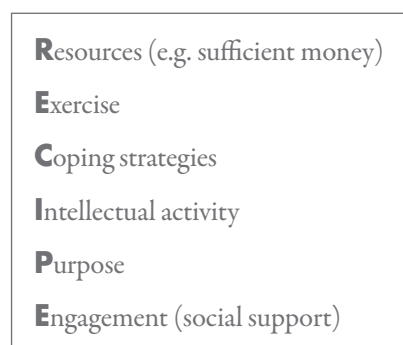 Resources (e.g. sufficient money)
Exercise
Coping strategies
Intellectual activity
Purpose
Engagement (social support)